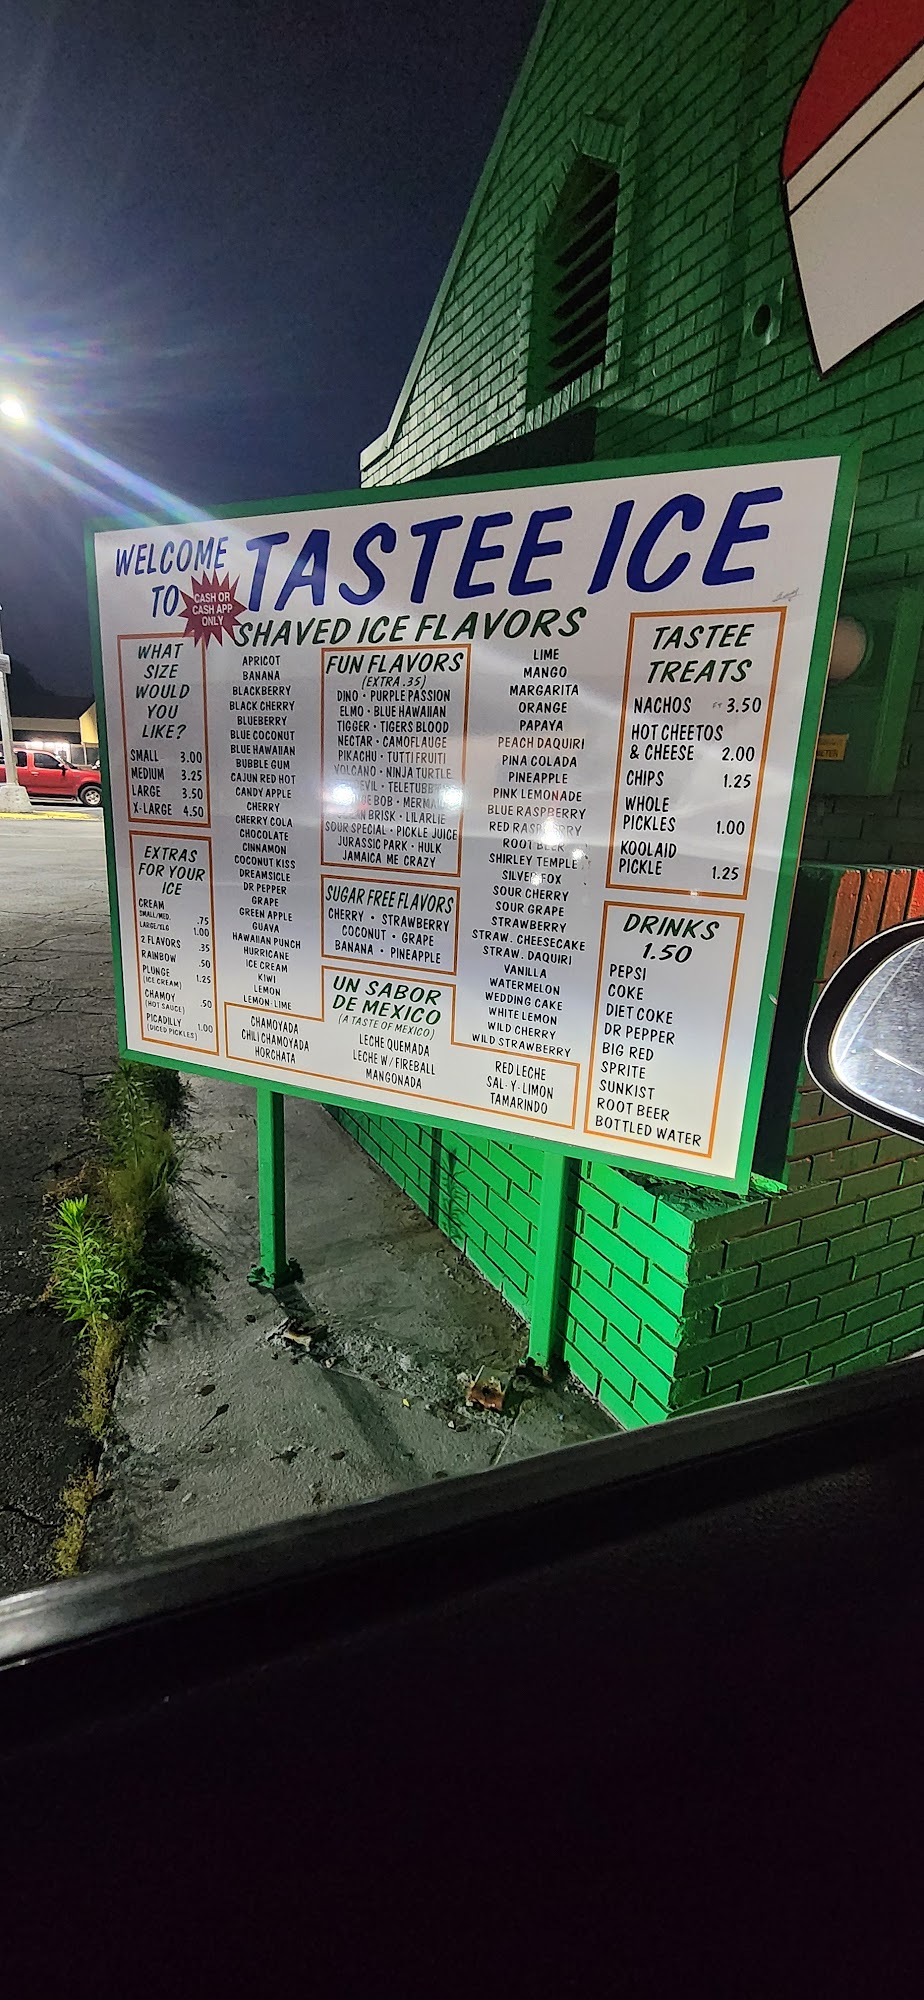 WELCOME
TO
TASTEE ICE
CASH OR
CASH APP
ONLY
SHAVED ICE FLAVORS
WHAT
SIZE
WOULD
YOU
LIKE?
SMALL 3.00
MEDIUM 3.25
LARGE 3.50
X-LARGE 4.50
EXTRAS
FOR YOUR
ICE
CREAM
SMALL/MED. .75
LARGE/XLG 1.00
2 FLAVORS .35
RAINBOW .50
PLUNGE 1.25
(ICE CREAM)
CHAMOY .50
(HOT SAUCE)
PICADILLY 1.00
(DICED PICKLES)
APRICOT
BANANA
BLACKBERRY
BLACK CHERRY
BLUEBERRY
BLUE COCONUT
BLUE HAWAIIAN
BUBBLE GUM
CAJUN RED HOT
CANDY APPLE
CHERRY
CHERRY COLA
CHOCOLATE
CINNAMON
COCONUT KISS
DREAMSICLE
DR PEPPER
GRAPE
GREEN APPLE
GUAVA
HAWAIIAN PUNCH
HURRICANE
ICE CREAM
KIWI
LEMON
LEMON-LIME
FUN FLAVORS
(EXTRA .35)
DINO • PURPLE PASSION
ELMO • BLUE HAWAIIAN
TIGGER • TIGERS BLOOD
NECTAR • CAMOFLAUGE
PIKACHU • TUTTI FRUITI
VOLCANO • NINJA TURTLE
BOB •
BRISK • LILARLIE
SOUR SPECIAL • PICKLE JUICE
JURASSIC PARK • HULK
JAMAICA ME CRAZY
SUGAR FREE FLAVORS
CHERRY • STRAWBERRY
COCONUT • GRAPE
BANANA • PINEAPPLE
LIME
MANGO
MARGARITA
ORANGE
PAPAYA
PEACH DAQUIRI
PINA COLADA
PINEAPPLE
PINK LEMONADE
BLUE RASPBERRY
RED RASPBERRY
ROOT BEER
SHIRLEY TEMPLE
SILVER FOX
SOUR CHERRY
SOUR GRAPE
STRAWBERRY
STRAW. CHEESECAKE
STRAW. DAQUIRI
VANILLA
WATERMELON
WEDDING CAKE
WHITE LEMON
WILD CHERRY
WILD STRAWBERRY
UN SABOR
DE MEXICO
(A TASTE OF MEXICO)
CHAMOYADA
CHILI CHAMOYADA
HORCHATA
LECHE QUEMADA
LECHE W/ FIREBALL
MANGONADA
RED LECHE
SAL-Y-LIMON
TAMARINDO
TASTEE
TREATS
NACHOS 3.50
HOT CHEETOS
& CHEESE 2.00
CHIPS 1.25
WHOLE
PICKLES 1.00
KOOLAID
PICKLE 1.25
DRINKS
1.50
PEPSI
COKE
DIET COKE
DR PEPPER
BIG RED
SPRITE
SUNKIST
ROOT BEER
BOTTLED WATER